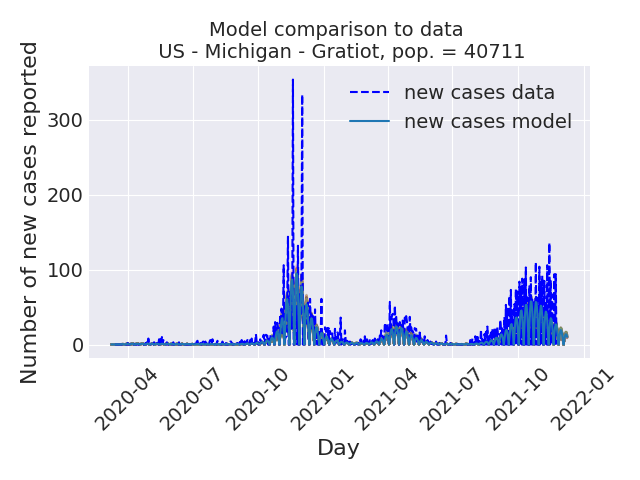 Model comparison to data
US - Michigan - Gratiot, pop. = 40711
Number of new cases reported
300
200
100
0
new cases data
new cases model
2020-04
2020-07
2020-10
2021-01
2021-04
2021-07
2021-10
2022-01
Day